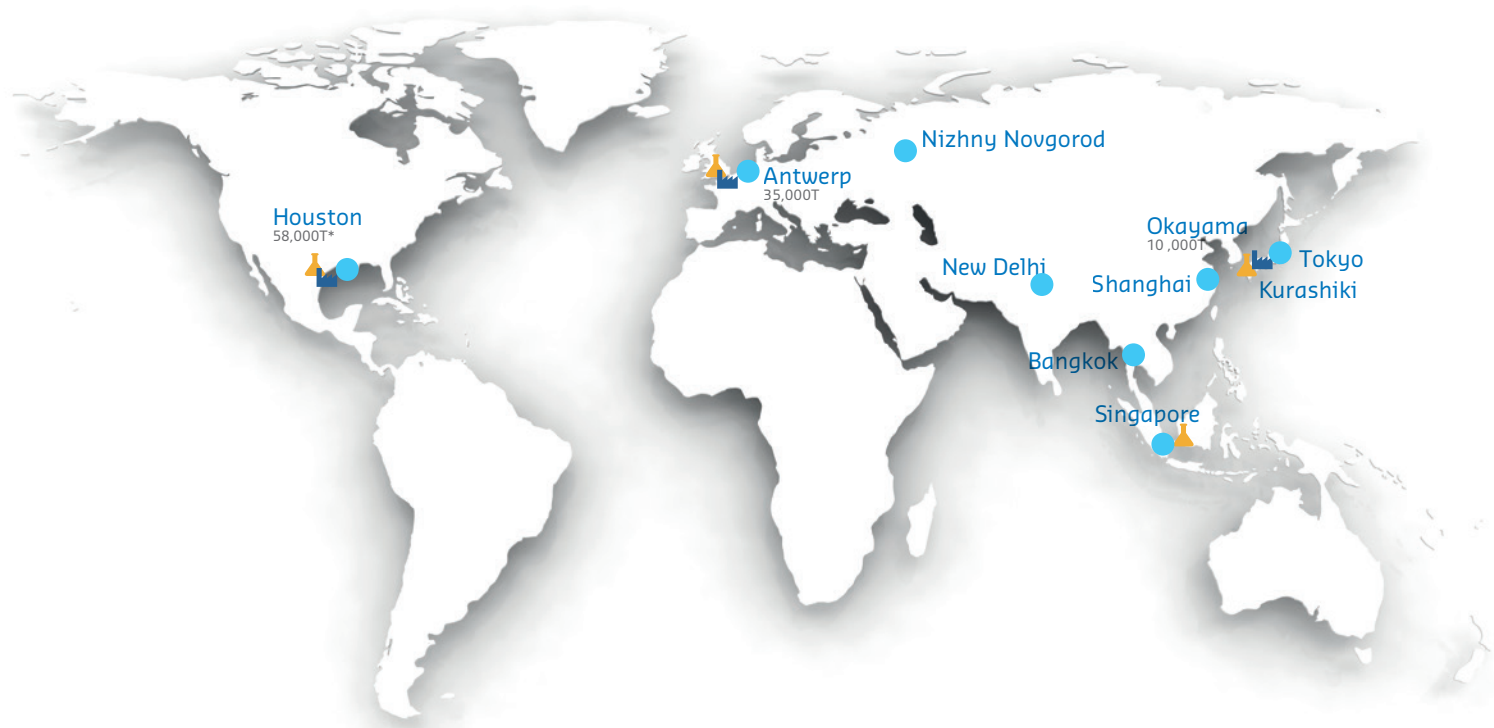 Nizhny Novgorod
Antwerp
35,000T
Houston
58,000T*
Okayama
10 ,000T
Tokyo
New Delhi
Shanghai
Kurashiki
Bangkok
Singapore